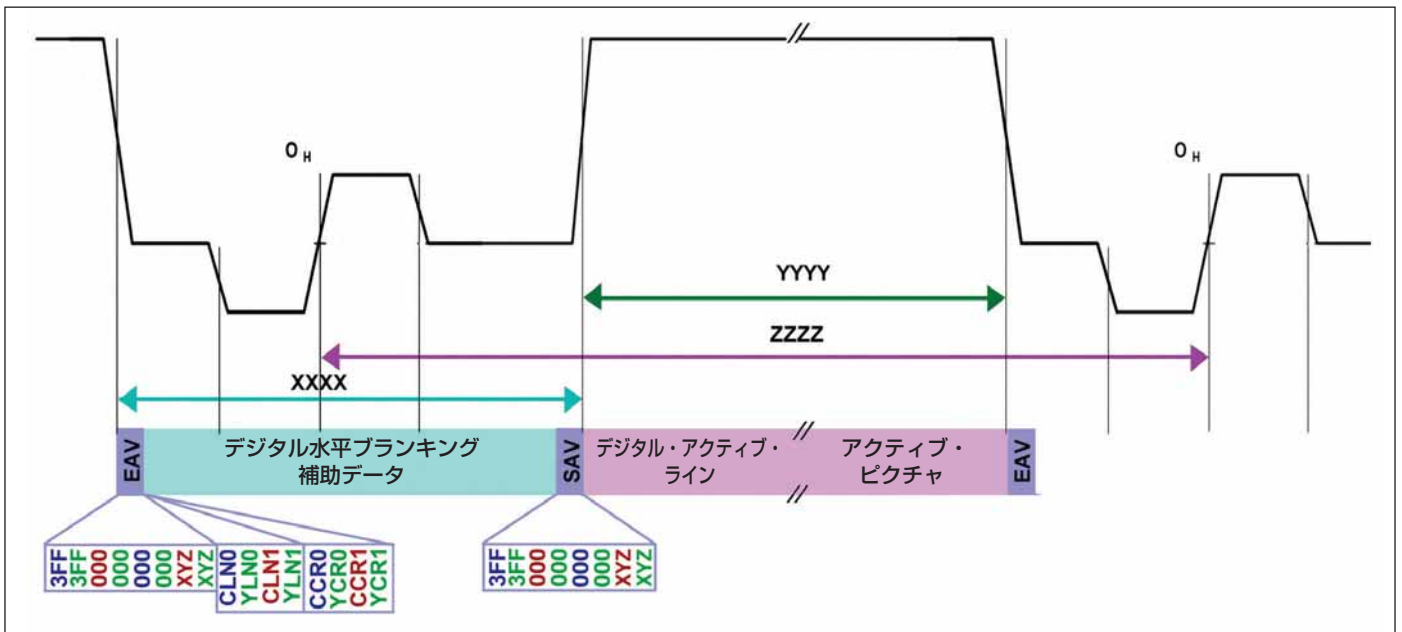 O H
O H
YYYY
ZZZZ
XXXX
EAV
デジタル水平ブランキング
補助データ
SAV
デジタル・アクティブ・
ライン
アクティブ・
ピクチャ
EAV
3FF
3FF
000
000
000
000
XYZ
XYZ
CLN0
YLN0
CLN1
YLN1
CCR0
YCR0
CCR1
YCR1
3FF
3FF
000
000
000
000
XYZ
XYZ